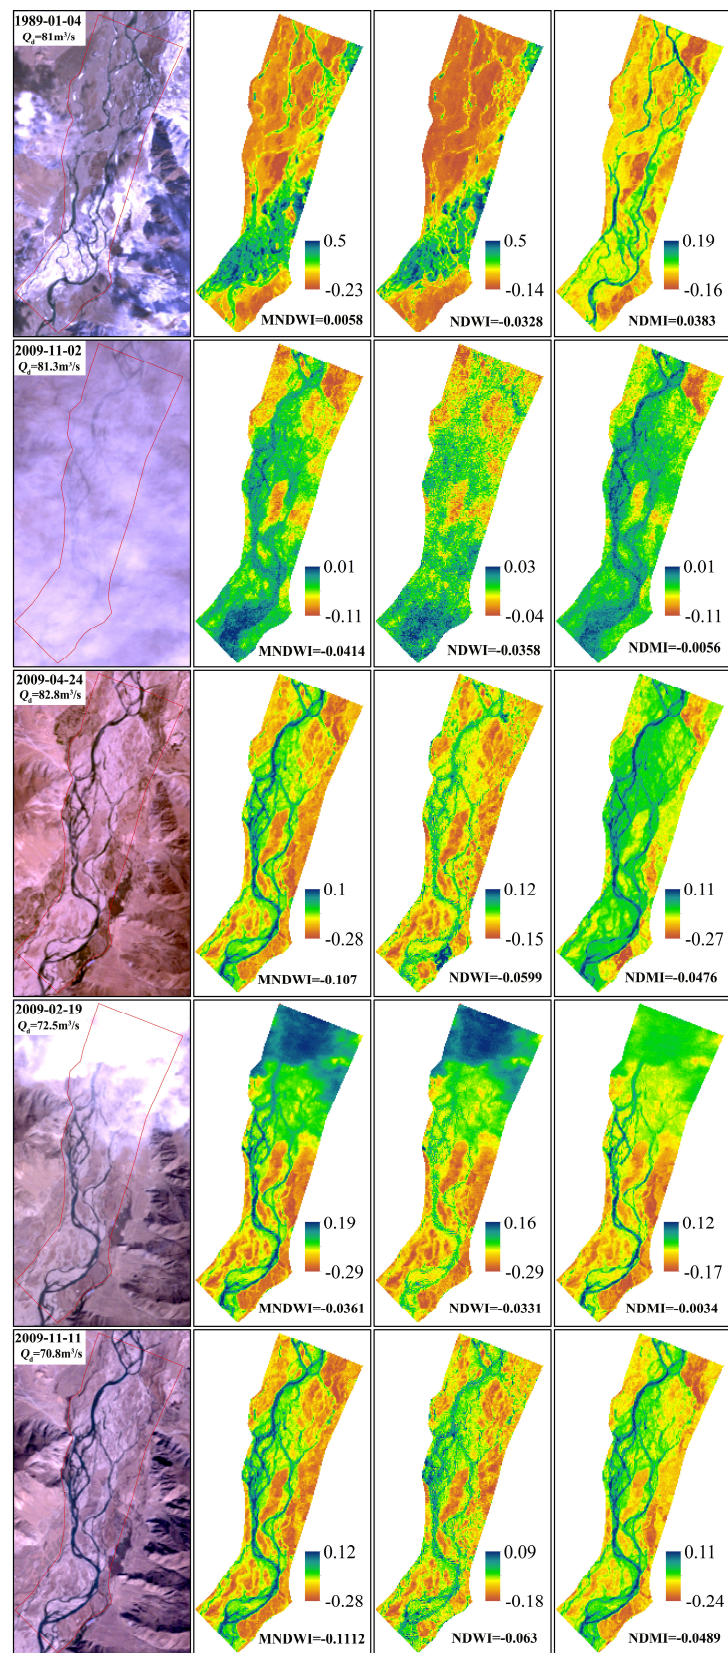 1989-01-04
Qd=81m³/s
0.5
-0.23
MNDWI=0.0058
0.5
-0.14
NDWI=-0.0328
0.19
-0.16
NDMI=0.0383
2009-11-02
Qd=81.3m³/s
0.01
-0.11
MNDWI=-0.0414
0.03
-0.04
NDWI=-0.0358
0.01
-0.11
NDMI=-0.0056
2009-04-24
Qd=82.8m³/s
0.1
-0.28
MNDWI=-0.107
0.12
-0.15
NDWI=-0.0599
0.11
-0.27
NDMI=-0.0476
2009-02-19
Qd=72.5m³/s
0.19
-0.29
MNDWI=-0.0361
0.16
-0.29
NDWI=-0.0331
0.12
-0.17
NDMI=-0.0034
2009-11-11
Qd=70.8m³/s
0.12
-0.28
MNDWI=-0.1112
0.09
-0.18
NDWI=-0.063
0.11
-0.24
NDMI=-0.0489